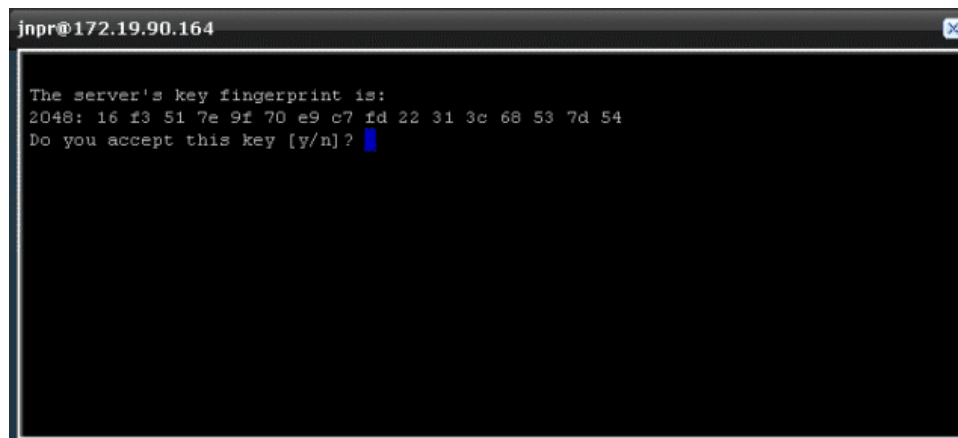 jnpr@172.19.90.164
The server's key fingerprint is:
2048: 16 f3 51 7e 9f 70 e9 c7 fd 22 31 3c 68 53 7d 54
Do you accept this key [y/n]?